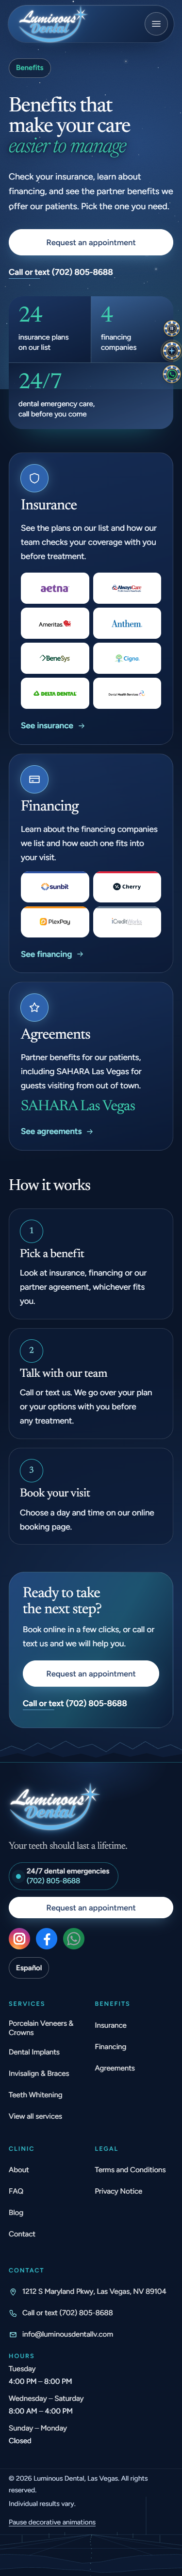 Luminous
Dental
Benefits
Benefits that
make your care
easier to manage
Check your insurance, learn about
financing, and see the partner benefits we
offer our patients. Pick the one you need.
Request an appointment
Call or text (702) 805-8688
24
insurance plans
on our list
4
financing
companies
24/7
dental emergency care,
call before you come
Insurance
See the plans on our list and how our
team checks your coverage with you
before treatment.
aetna
AlwaysCare
Ameritas
Anthem
BeneSys
Cigna
DELTA DENTAL
See insurance →
Financing
Learn about the financing companies
we list and how each one fits into
your visit.
sunbit
Cherry
PlexPay
iCreditWorks
See financing →
Agreements
Partner benefits for our patients,
including SAHARA Las Vegas for
guests visiting from out of town.
SAHARA Las Vegas
See agreements →
How it works
1
Pick a benefit
Look at insurance, financing or our
partner agreement, whichever fits
you.
2
Talk with our team
Call or text us. We go over your plan
or your options with you before
any treatment.
3
Book your visit
Choose a day and time on our online
booking page.
Ready to take
the next step?
Book online in a few clicks, or call or
text us and we will help you.
Request an appointment
Call or text (702) 805-8688
Luminous
Dental
Your teeth should last a lifetime.
24/7 dental emergencies
(702) 805-8688
Request an appointment
Español
SERVICES
Porcelain Veneers &
Crowns
Dental Implants
Invisalign & Braces
Teeth Whitening
View all services
BENEFITS
Insurance
Financing
Agreements
CLINIC
About
FAQ
Blog
Contact
LEGAL
Terms and Conditions
Privacy Notice
CONTACT
1212 S Maryland Pkwy, Las Vegas, NV 89104
Call or text (702) 805-8688
info@luminousdentallv.com
HOURS
Tuesday
4:00 PM – 8:00 PM
Wednesday – Saturday
8:00 AM – 4:00 PM
Sunday – Monday
Closed
© 2026 Luminous Dental, Las Vegas. All rights
reserved.
Individual results vary.
Pause decorative animations